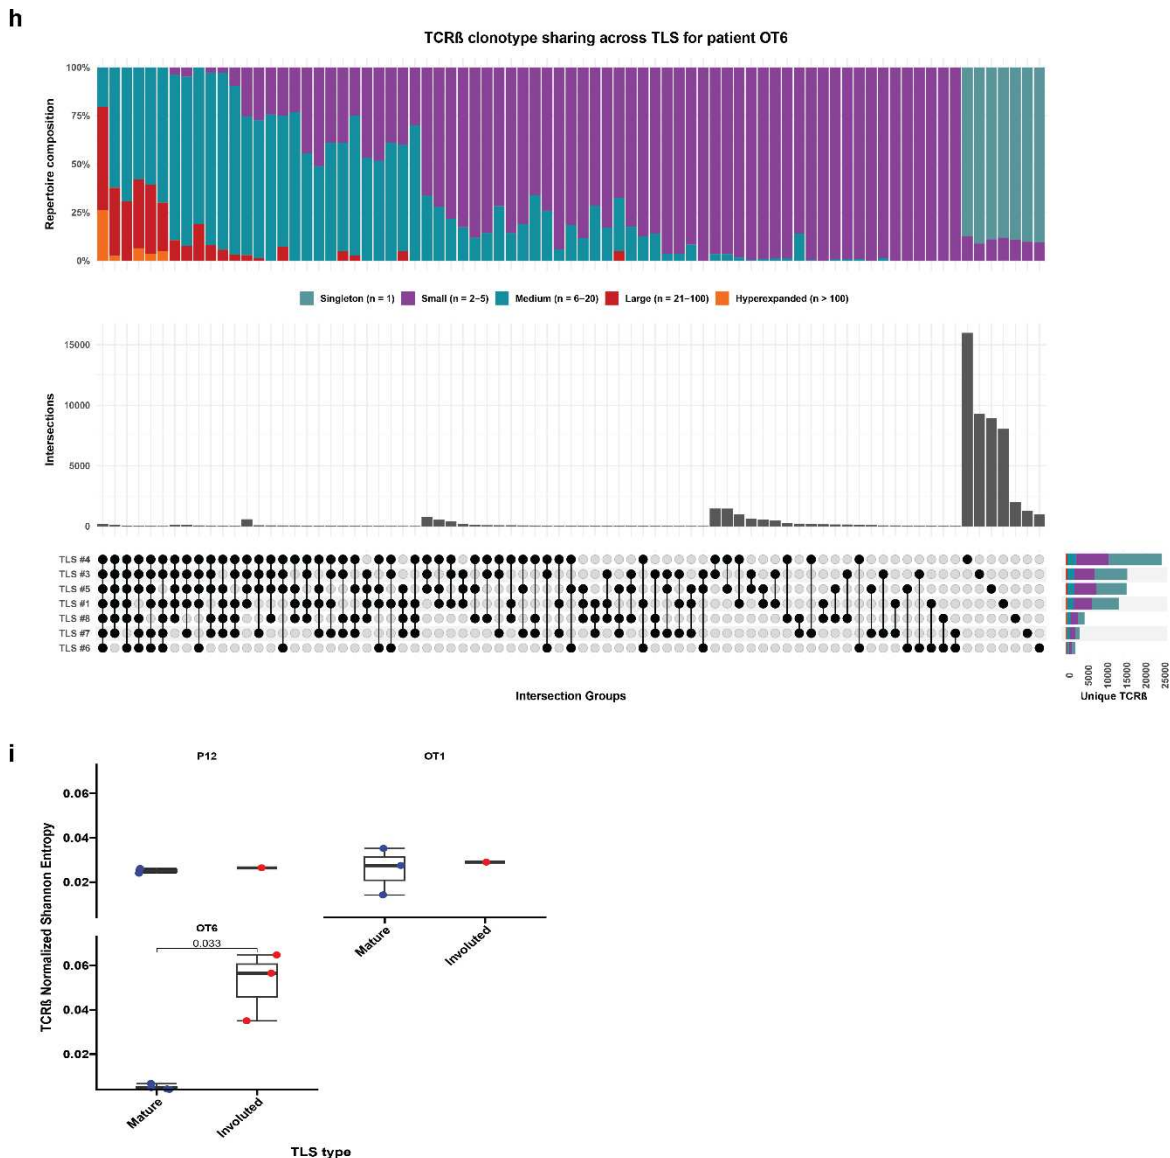 h
TCRß clonotype sharing across TLS for patient OT6
Repertoire composition
100%
75%
50%
25%
0%
Singleton (n = 1) Small (n = 2–5) Medium (n = 6–20) Large (n = 21–100) Hyperexpanded (n > 100)
Intersections
15000
10000
5000
0
TLS #4
TLS #3
TLS #5
TLS #1
TLS #8
TLS #7
TLS #6
Intersection Groups
0 5000 10000 15000 20000 25000
Unique TCRß
i
P12 OT1
TCRß Normalized Shannon Entropy
0.06
0.04
0.02
Mature Involuted
OT6
0.033
0.06
0.04
0.02
Mature Involuted
TLS type